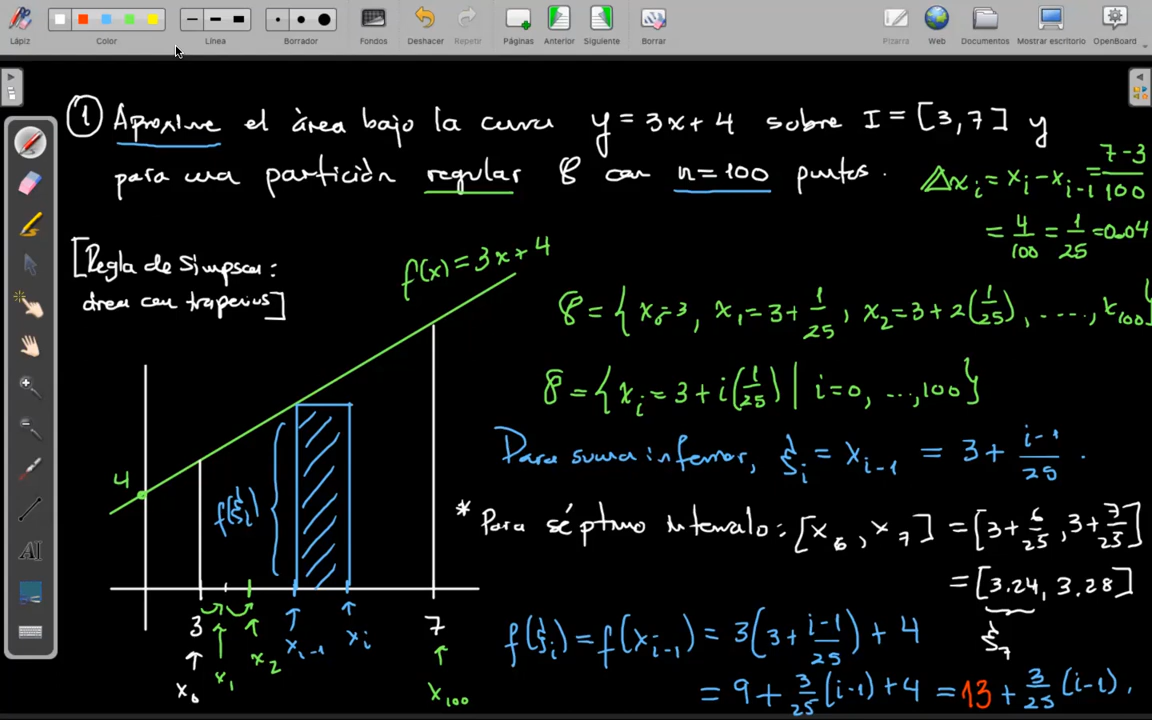 Lápiz Color Línea Borrador Fondos Deshacer Repetir Páginas Anterior Siguiente Borrar Pizarra Web Documentos Mostrar escritorio OpenBoard
① Aproxime el área bajo la curva y = 3x + 4 sobre I = [3, 7] y
para una partición regular P con n = 100 puntos.
Δx_i = x_i − x_{i−1} = (7−3)/100
= 4/100 = 1/25 = 0.04
[Regla de Simpson:
área con trapecios]
f(x) = 3x + 4
P = { x_0 = 3, x_1 = 3 + 1/25, x_2 = 3 + 2(1/25), ....., x_100 }
P = { x_i = 3 + i(1/25) | i = 0, ..., 100 }
Para suma inferior, ξ_i = x_{i−1} = 3 + (i−1)/25.
4
f(ξ_i)
* Para séptimo intervalo: [x_6, x_7] = [3 + 6/25, 3 + 7/25]
= [3.24, 3.28]
ξ_7
3 7
x_0 x_1 x_2 x_{i−1} x_i x_100
f(ξ_i) = f(x_{i−1}) = 3(3 + (i−1)/25) + 4
= 9 + 3/25 (i−1) + 4 = 13 + 3/25 (i−1).